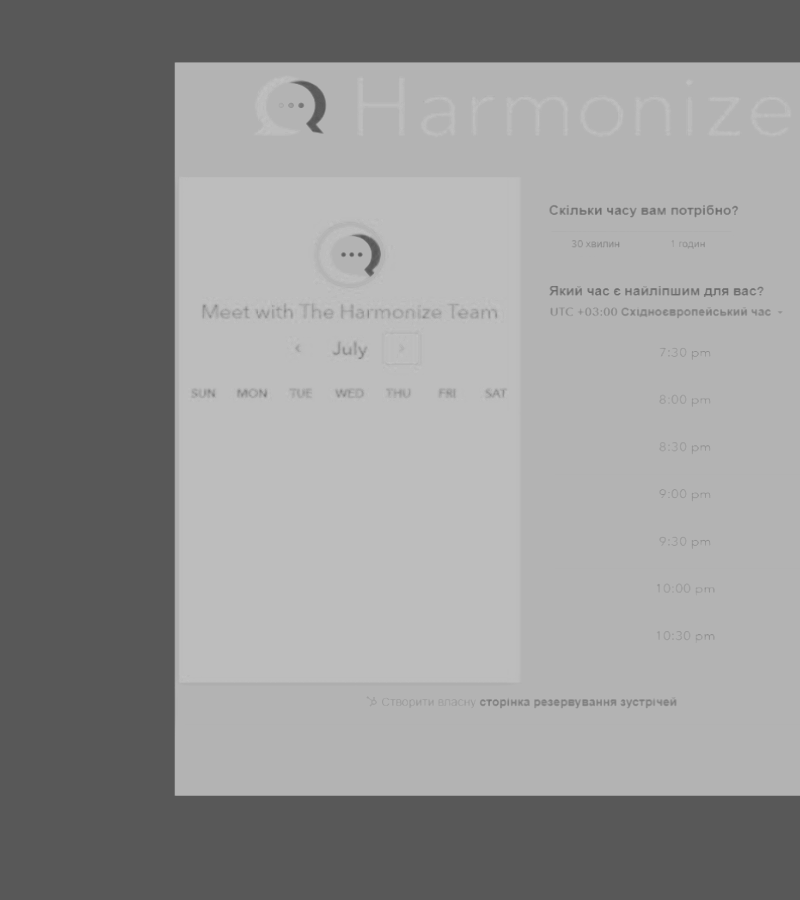 Harmonize
Meet with The Harmonize Team
‹ July ›
SUN MON TUE WED THU FRI SAT
Скільки часу вам потрібно?
30 хвилин 1 годин
Який час є найліпшим для вас?
UTC +03:00 Східноєвропейський час
7:30 pm
8:00 pm
8:30 pm
9:00 pm
9:30 pm
10:00 pm
10:30 pm
Створити власну сторінка резервування зустрічей